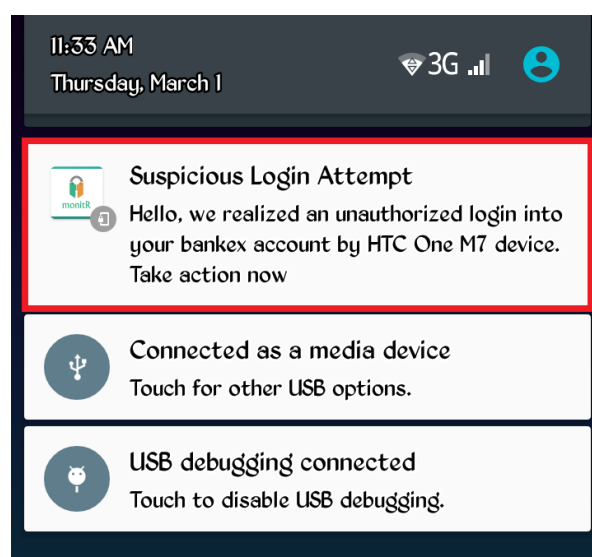 11:33 AM
3G
Thursday, March 1
Suspicious Login Attempt
monitR
Hello, we realized an unauthorized login into
your bankex account by HTC One M7 device.
Take action now
Connected as a media device
Touch for other USB options.
USB debugging connected
Touch to disable USB debugging.